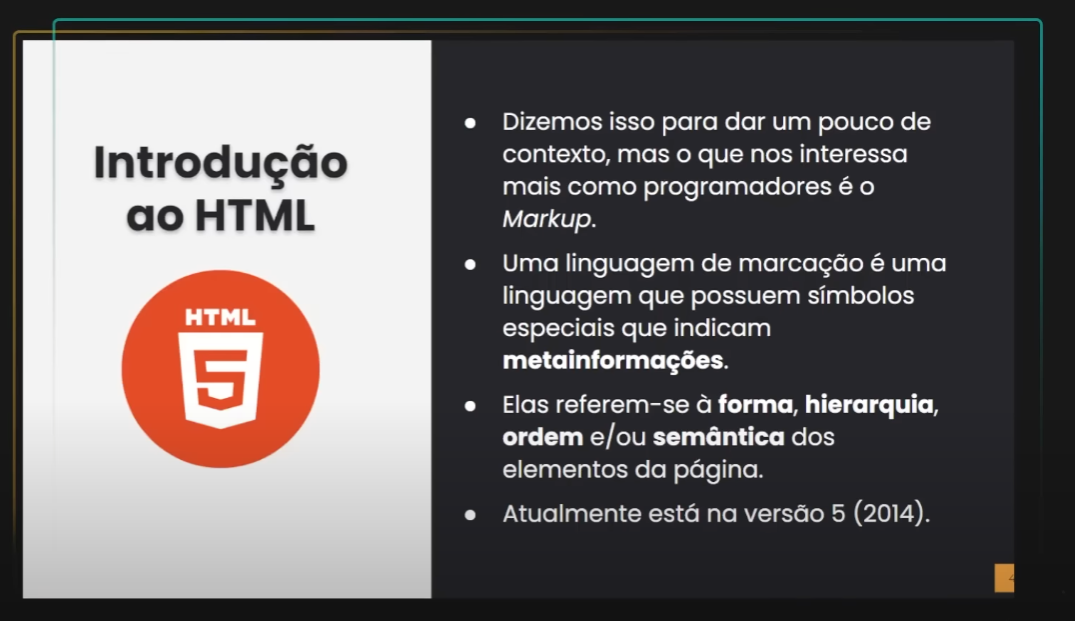 Introdução
ao HTML
HTML
5
Dizemos isso para dar um pouco de
contexto, mas o que nos interessa
mais como programadores é o
Markup.
Uma linguagem de marcação é uma
linguagem que possuem símbolos
especiais que indicam
metainformações.
Elas referem-se à forma, hierarquia,
ordem e/ou semântica dos
elementos da página.
Atualmente está na versão 5 (2014).